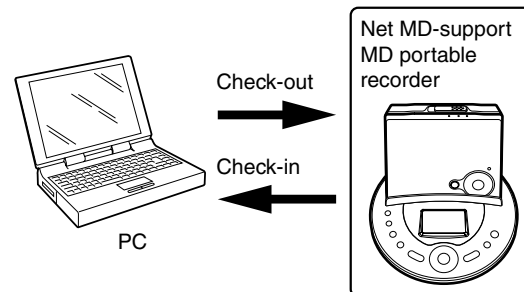 Net MD-support
MD portable
recorder
Check-out
Check-in
PC